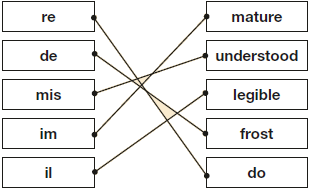 re mature
de understood
mis legible
im frost
il do